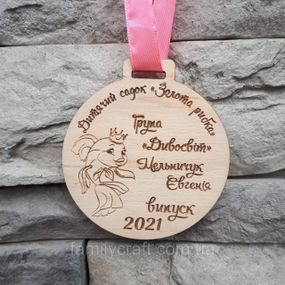 Дитячий садок «Золота рибка»
Група
«Дивосвіт»
Мельничук
Євгенія
випуск
2021
familycraft.com.ua